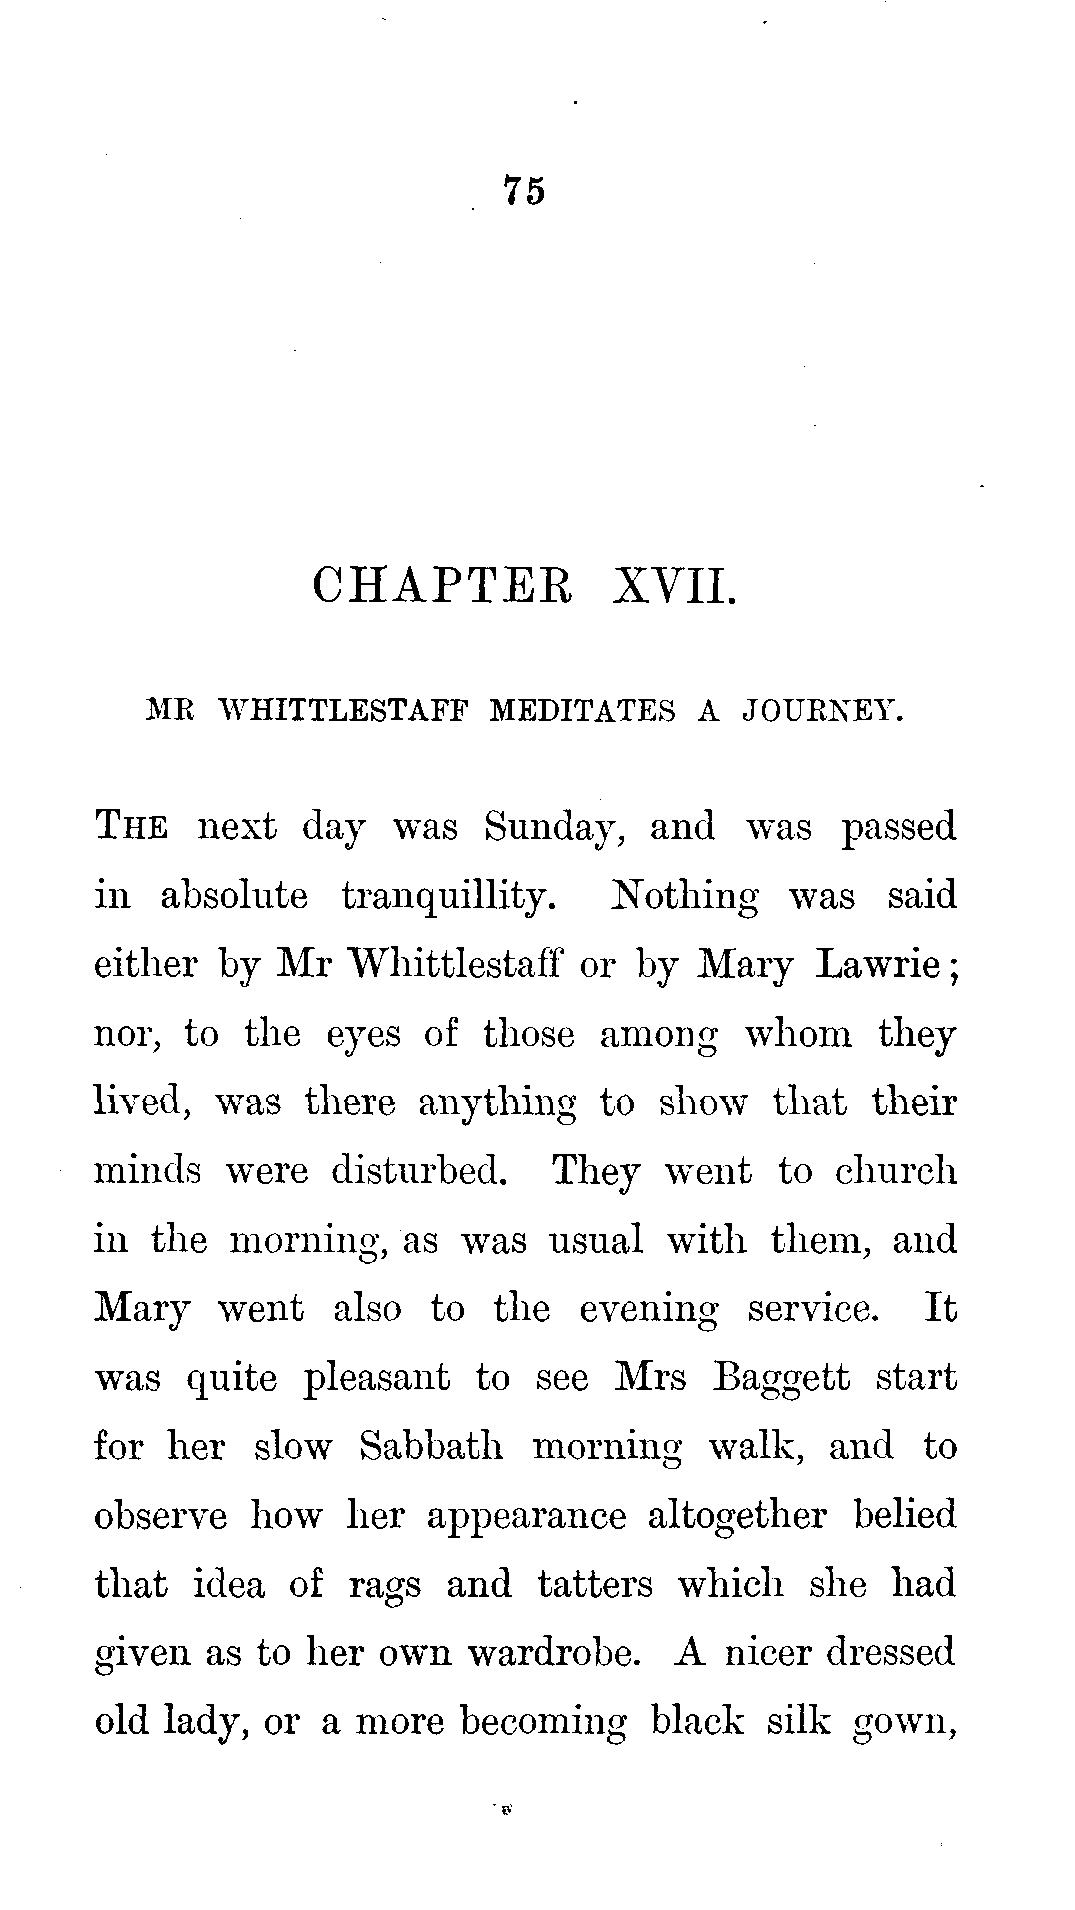 75
CHAPTER XVII.
MR WHITTLESTAFF MEDITATES A JOURNEY.
THE next day was Sunday, and was passed
in absolute tranquillity. Nothing was said
either by Mr Whittlestaff or by Mary Lawrie;
nor, to the eyes of those among whom they
lived, was there anything to show that their
minds were disturbed. They went to church
in the morning, as was usual with them, and
Mary went also to the evening service. It
was quite pleasant to see Mrs Baggett start
for her slow Sabbath morning walk, and to
observe how her appearance altogether belied
that idea of rags and tatters which she had
given as to her own wardrobe. A nicer dressed
old lady, or a more becoming black silk gown,